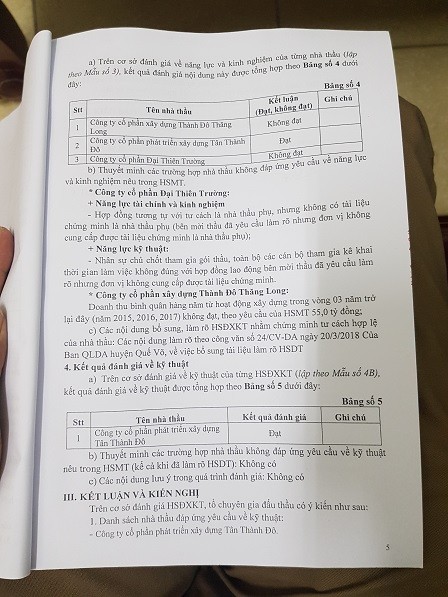 a) Trên cơ sở đánh giá về năng lực và kinh nghiệm của từng nhà thầu (lập
theo Mẫu số 3), kết quả đánh giá nội dung này được tổng hợp theo Bảng số 4 dưới
đây:
Bảng số 4
Stt Tên nhà thầu Kết luận (Đạt, không đạt) Ghi chú
1 Công ty cổ phần xây dựng Thành Đô Thăng Không đạt
Long
2 Công ty cổ phần phát triển xây dựng Tân Thành Đạt
Đô
3 Công ty cổ phần Đại Thiên Trường Không đạt
b) Thuyết minh các trường hợp nhà thầu không đáp ứng yêu cầu về năng lực
và kinh nghiệm nêu trong HSMT.
* Công ty cổ phần Đại Thiên Trường:
+ Năng lực tài chính và kinh nghiệm
- Hợp đồng tương tự với tư cách là nhà thầu phụ, nhưng không có tài liệu
chứng minh là nhà thầu phụ (bên mời thầu đã yêu cầu làm rõ nhưng đơn vị không
cung cấp được tài liệu chứng minh là nhà thầu phụ);
+ Năng lực kỹ thuật:
- Nhân sự chủ chốt tham gia gói thầu, toàn bộ các cán bộ tham gia kê khai
thời gian làm việc không đúng với hợp đồng lao động bên mời thầu đã yêu cầu làm
rõ nhưng đơn vị không cung cấp được tài liệu chứng minh.
* Công ty cổ phần xây dựng Thành Đô Thăng Long:
Doanh thu bình quân hàng năm từ hoạt động xây dựng trong vòng 03 năm trở
lại đây (năm 2015, 2016, 2017) không đạt, theo yêu cầu của HSMT 55,0 tỷ đồng;
c) Các nội dung bổ sung, làm rõ HSĐXKT nhằm chứng minh tư cách hợp lệ
của nhà thầu: Các nội dung làm rõ theo công văn số 24/CV-DA ngày 20/3/2018 Của
Ban QLDA huyện Quế Võ, về việc bổ sung tài liệu làm rõ HSDT
4. Kết quả đánh giá về kỹ thuật
a) Trên cơ sở đánh giá về kỹ thuật của từng HSĐXKT (lập theo Mẫu số 4B),
kết quả đánh giá về kỹ thuật được tổng hợp theo Bảng số 5 dưới đây:
Bảng số 5
Stt Tên nhà thầu Kết quả đánh giá Ghi chú
1 Công ty cổ phần phát triển xây dựng Đạt
Tân Thành Đô
b) Thuyết minh các trường hợp nhà thầu không đáp ứng yêu cầu về kỹ thuật
nêu trong HSMT (kể cả khi đã làm rõ HSDT): Không có
c) Các nội dung lưu ý trong quá trình đánh giá: Không có
III. KẾT LUẬN VÀ KIẾN NGHỊ
Trên cơ sở đánh giá HSĐXKT, tổ chuyên gia đấu thầu có ý kiến như sau:
1. Danh sách nhà thầu đáp ứng yêu cầu về kỹ thuật:
- Công ty cổ phần phát triển xây dựng Tân Thành Đô.
5